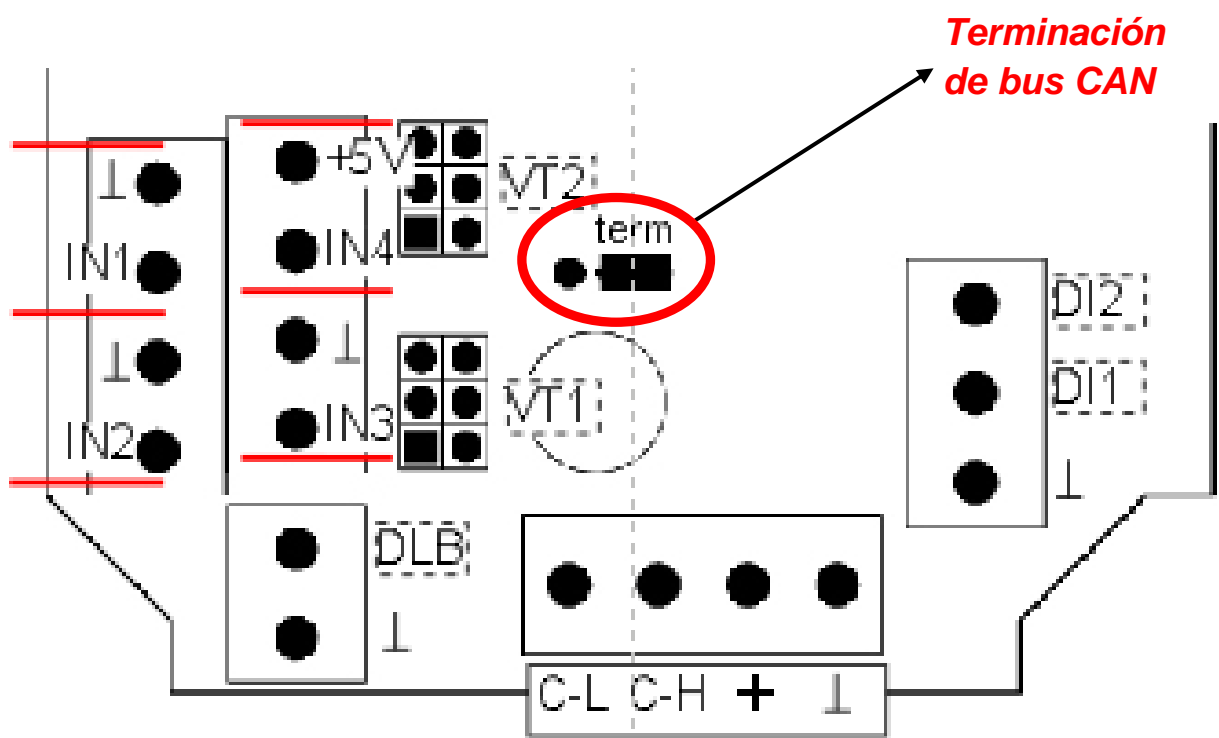 Terminación
de bus CAN
⊥
+5V
VT2
term
IN1
IN4
DI2
⊥
⊥
VT1
DI1
IN2
IN3
⊥
DLB
⊥
C-L C-H + ⊥